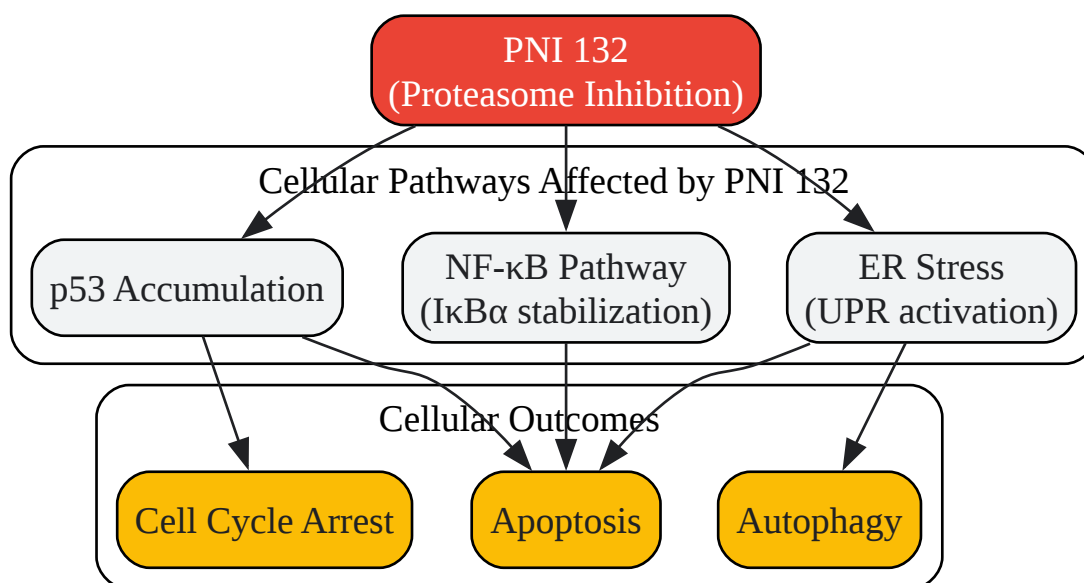 PNI 132
(Proteasome Inhibition)
Cellular Pathways Affected by PNI 132
p53 Accumulation
NF-κB Pathway
(IκBα stabilization)
ER Stress
(UPR activation)
Cellular Outcomes
Cell Cycle Arrest
Apoptosis
Autophagy